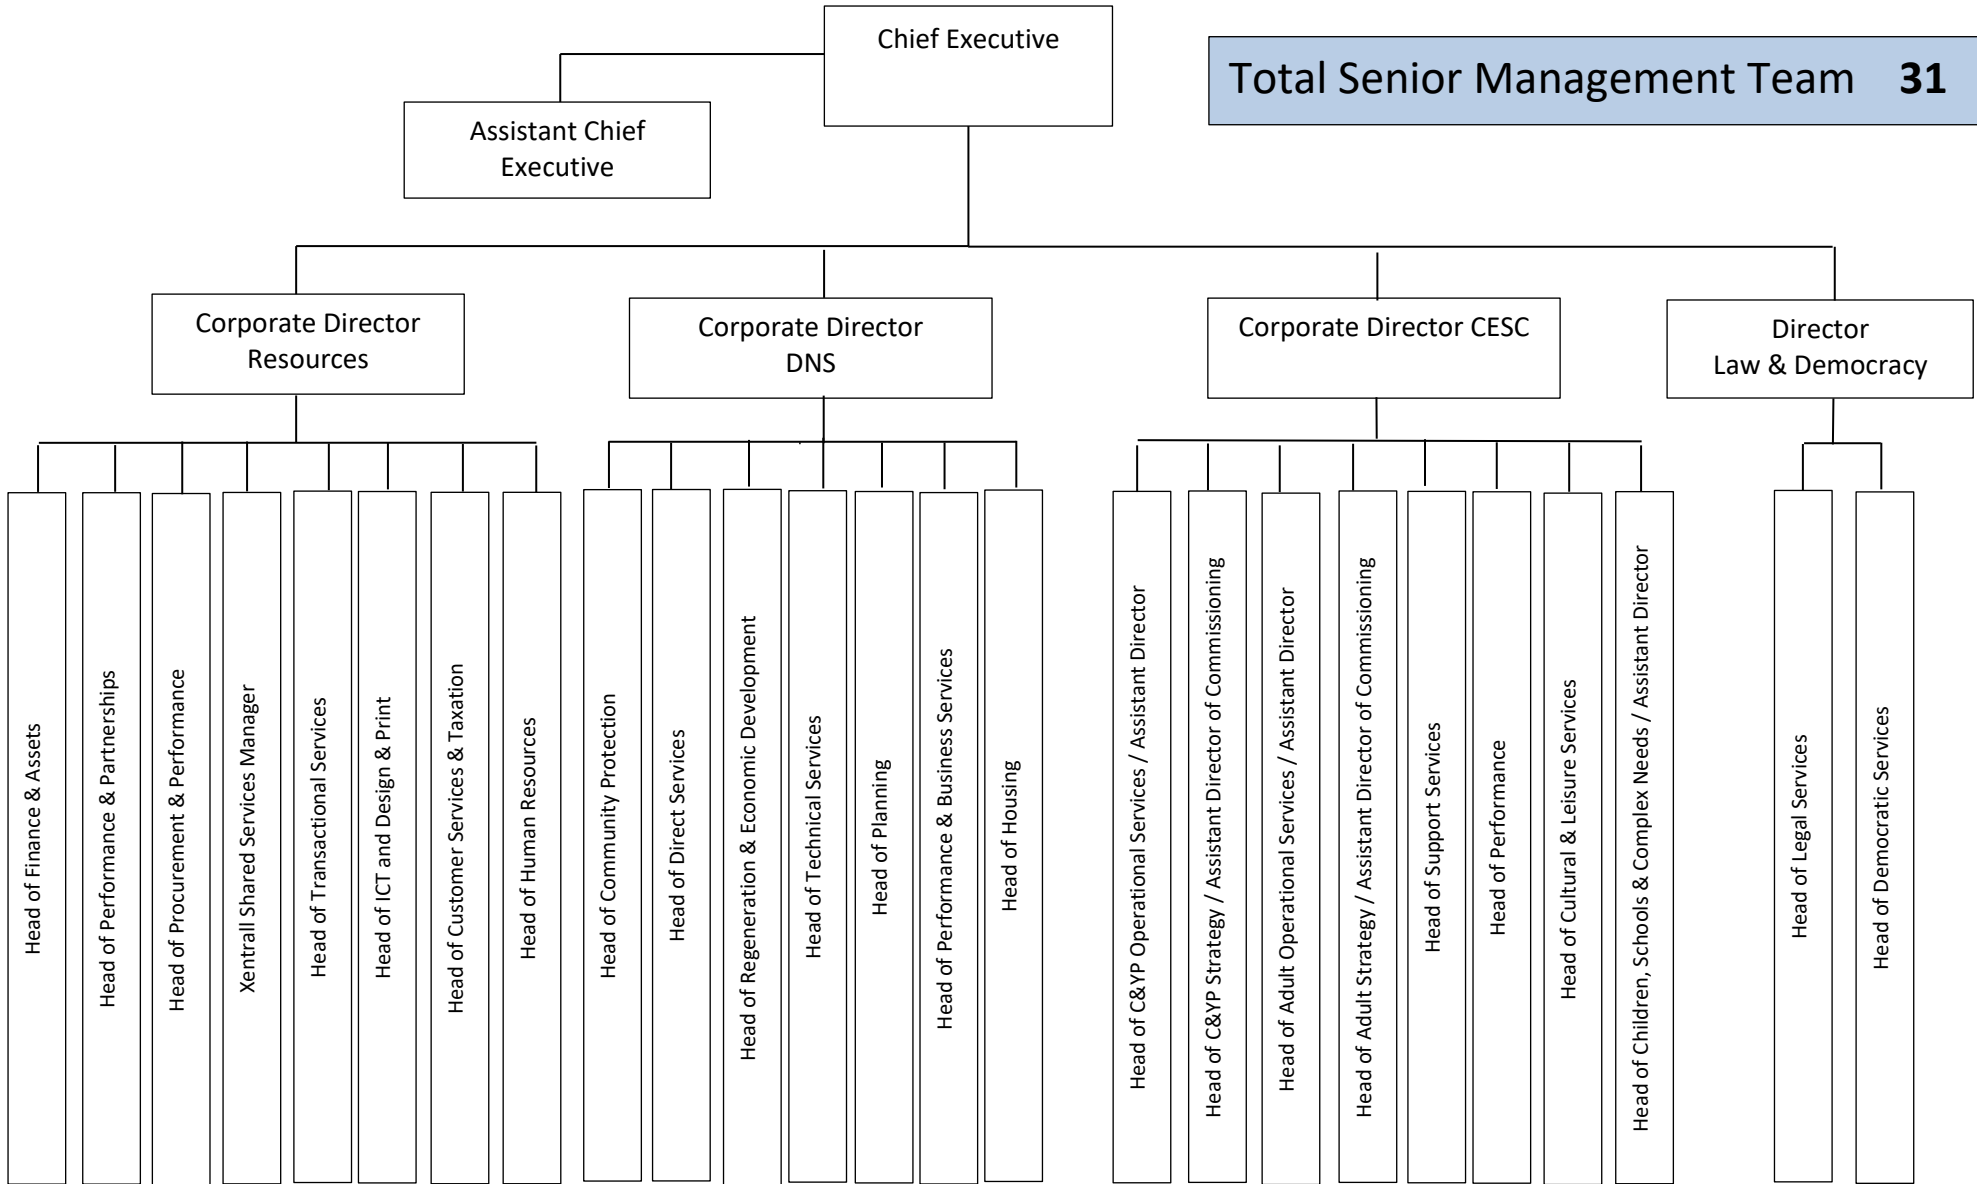 Chief Executive
Total Senior Management Team 31
Assistant Chief
Executive
Corporate Director
Resources
Corporate Director
DNS
Corporate Director CESC
Director
Law & Democracy
Head of Finance & Assets
Head of Performance & Partnerships
Head of Procurement & Performance
Xentrall Shared Services Manager
Head of Transactional Services
Head of ICT and Design & Print
Head of Customer Services & Taxation
Head of Human Resources
Head of Community Protection
Head of Direct Services
Head of Regeneration & Economic Development
Head of Technical Services
Head of Planning
Head of Performance & Business Services
Head of Housing
Head of C&YP Operational Services / Assistant Director
Head of C&YP Strategy / Assistant Director of Commissioning
Head of Adult Operational Services / Assistant Director
Head of Adult Strategy / Assistant Director of Commissioning
Head of Support Services
Head of Performance
Head of Cultural & Leisure Services
Head of Children, Schools & Complex Needs / Assistant Director
Head of Legal Services
Head of Democratic Services